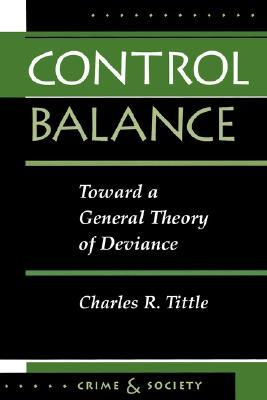 CONTROL
BALANCE
Toward a
General Theory
of Deviance
Charles R. Tittle
CRIME & SOCIETY